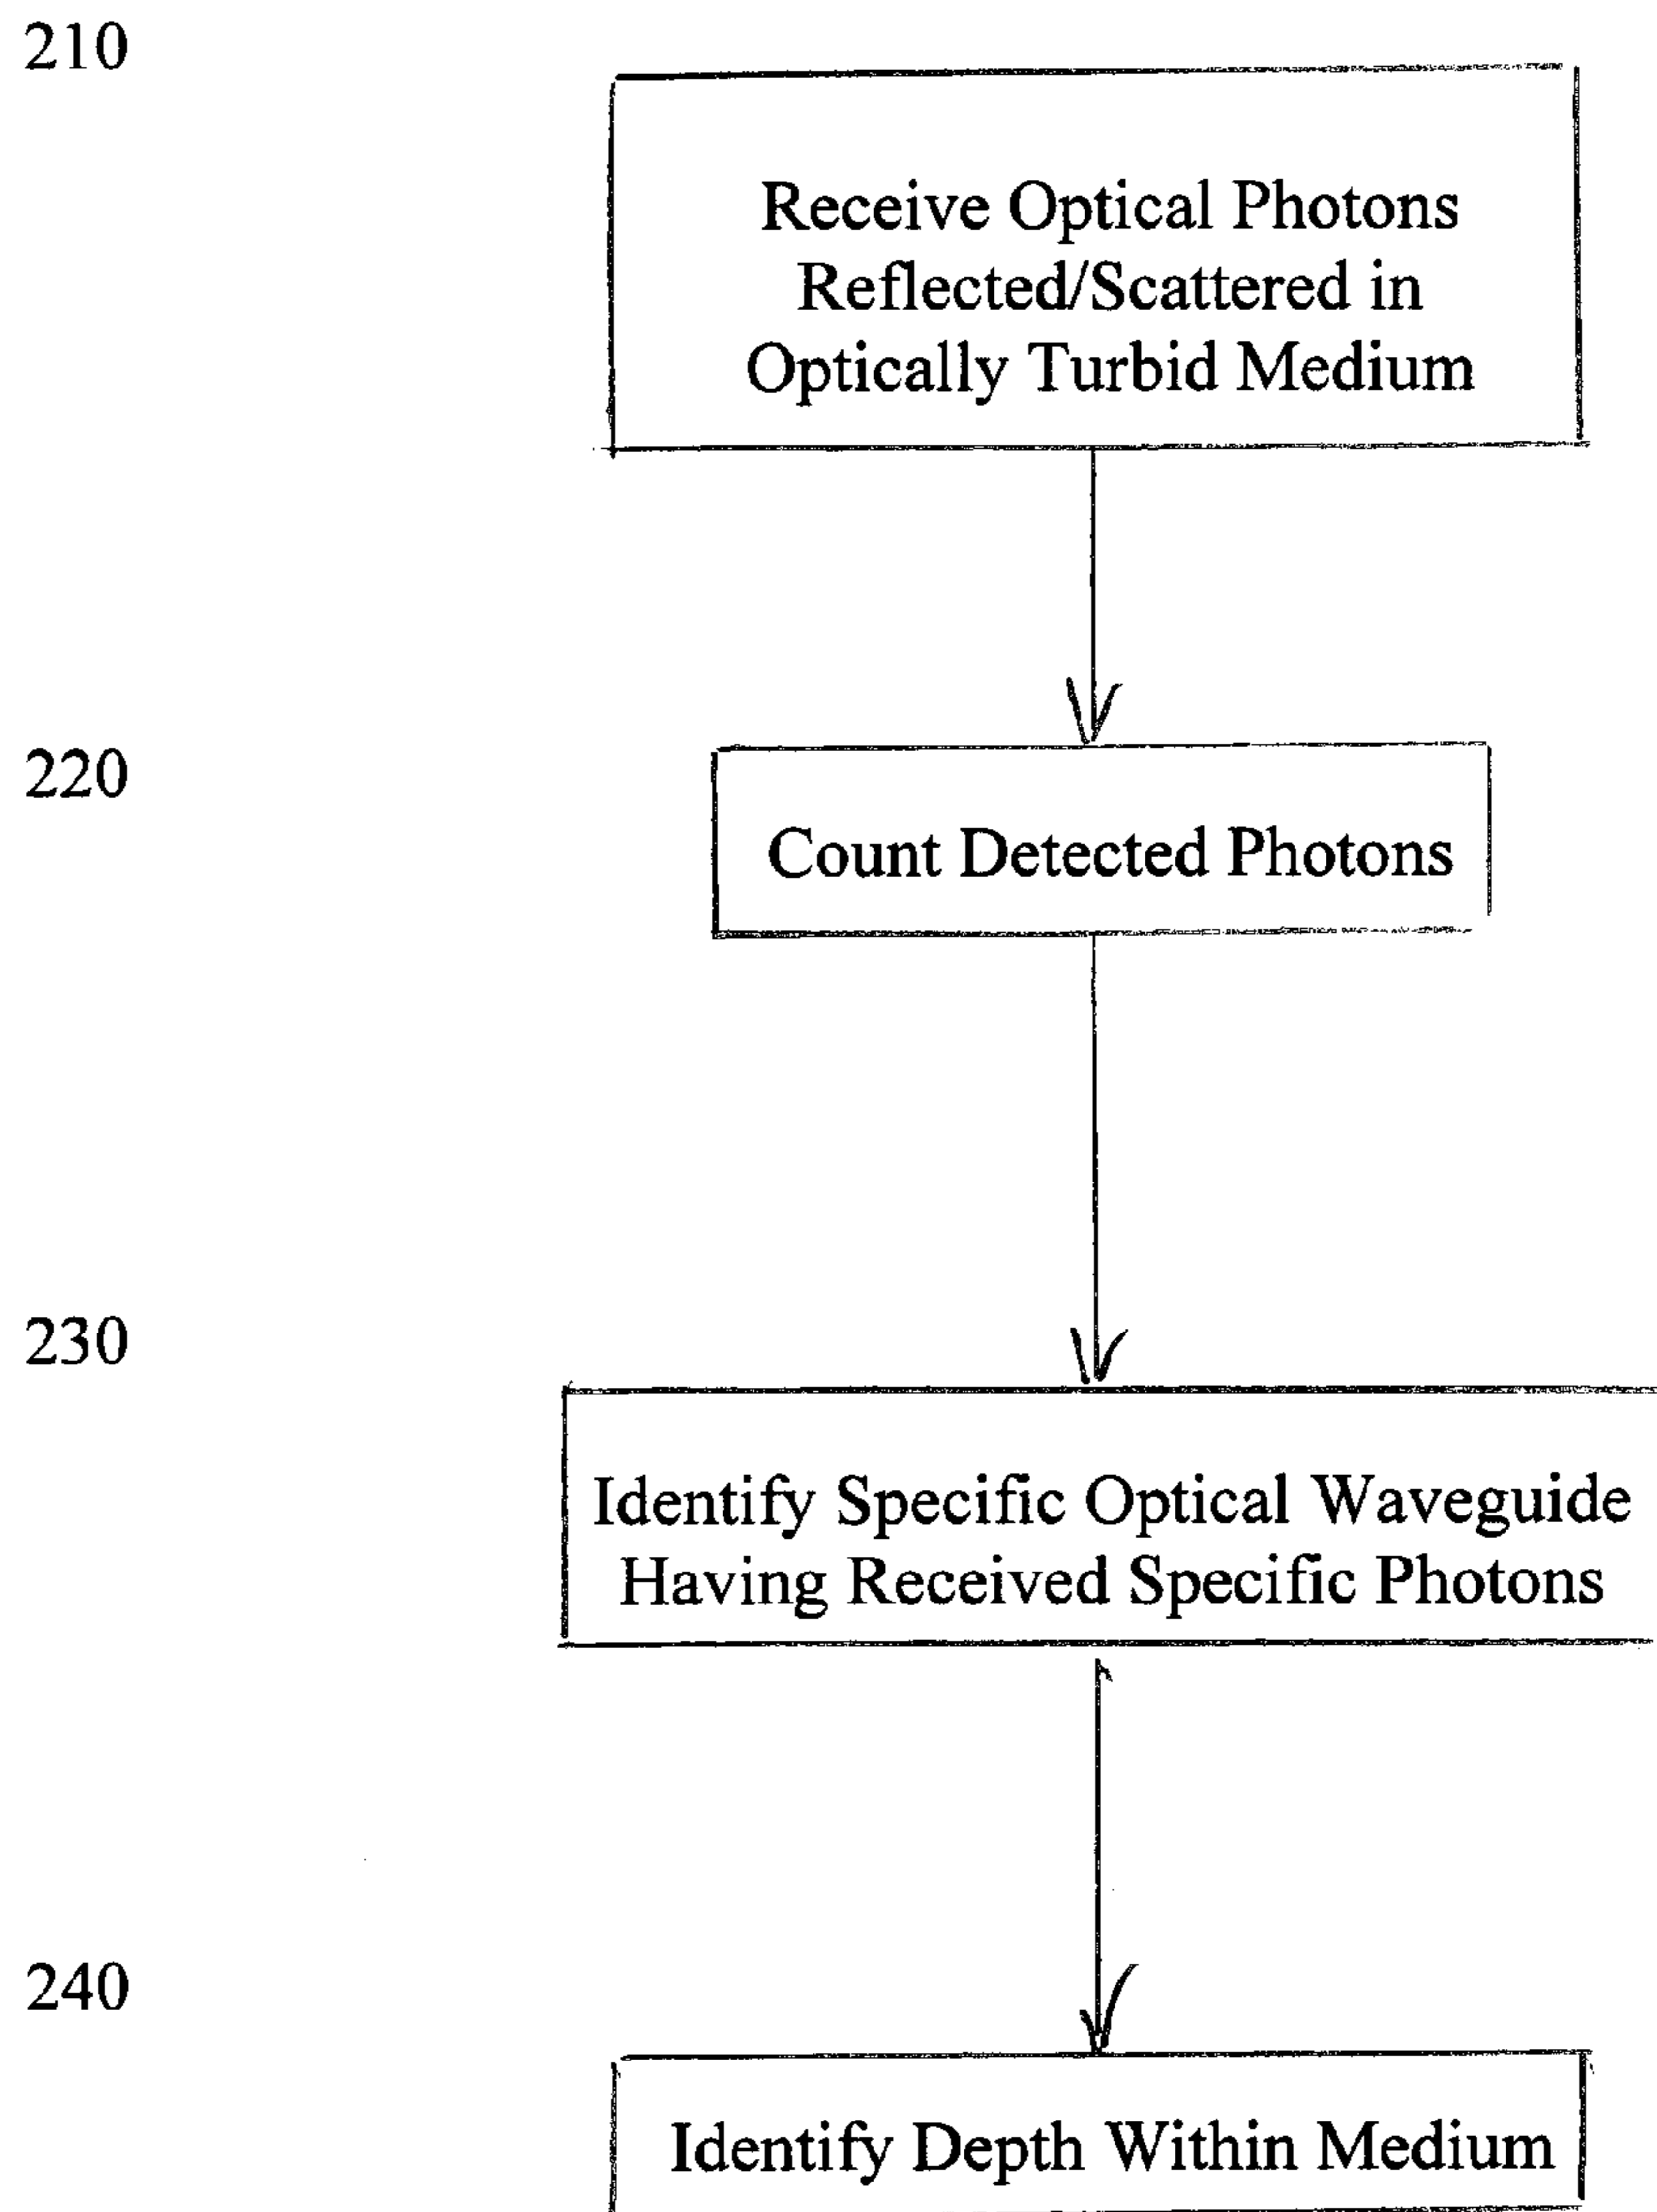 210
Receive Optical Photons
Reflected/Scattered in
Optically Turbid Medium
220
Count Detected Photons
230
Identify Specific Optical Waveguide
Having Received Specific Photons
240
Identify Depth Within Medium